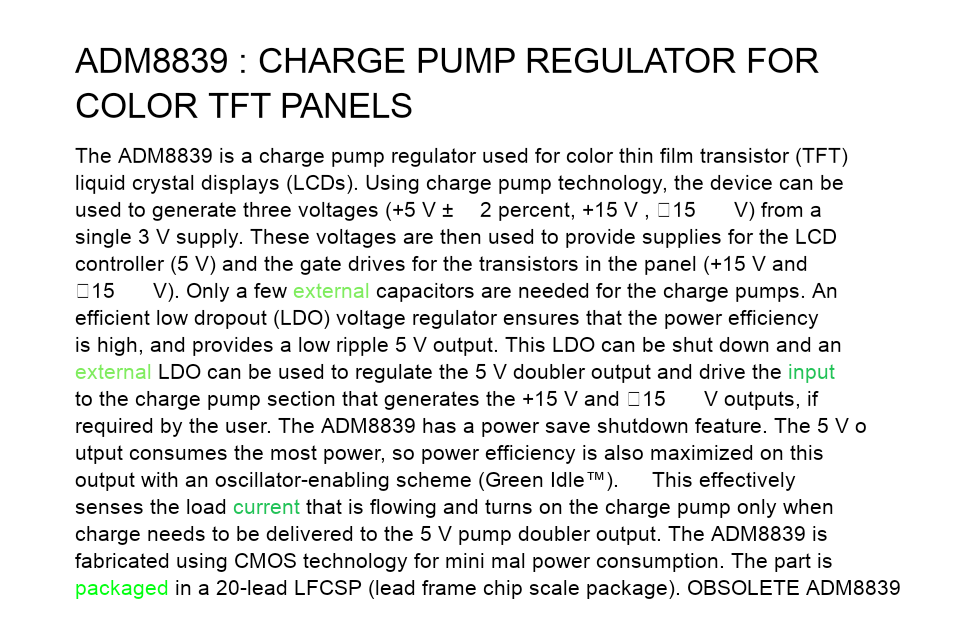 ADM8839 : CHARGE PUMP REGULATOR FOR
COLOR TFT PANELS
The ADM8839 is a charge pump regulator used for color thin film transistor (TFT)
liquid crystal displays (LCDs). Using charge pump technology, the device can be
used to generate three voltages (+5 V ± 2 percent, +15 V , □15 V) from a
single 3 V supply. These voltages are then used to provide supplies for the LCD
controller (5 V) and the gate drives for the transistors in the panel (+15 V and
□15 V). Only a few external capacitors are needed for the charge pumps. An
efficient low dropout (LDO) voltage regulator ensures that the power efficiency
is high, and provides a low ripple 5 V output. This LDO can be shut down and an
external LDO can be used to regulate the 5 V doubler output and drive the input
to the charge pump section that generates the +15 V and □15 V outputs, if
required by the user. The ADM8839 has a power save shutdown feature. The 5 V o
utput consumes the most power, so power efficiency is also maximized on this
output with an oscillator-enabling scheme (Green Idle™). This effectively
senses the load current that is flowing and turns on the charge pump only when
charge needs to be delivered to the 5 V pump doubler output. The ADM8839 is
fabricated using CMOS technology for mini mal power consumption. The part is
packaged in a 20-lead LFCSP (lead frame chip scale package). OBSOLETE ADM8839